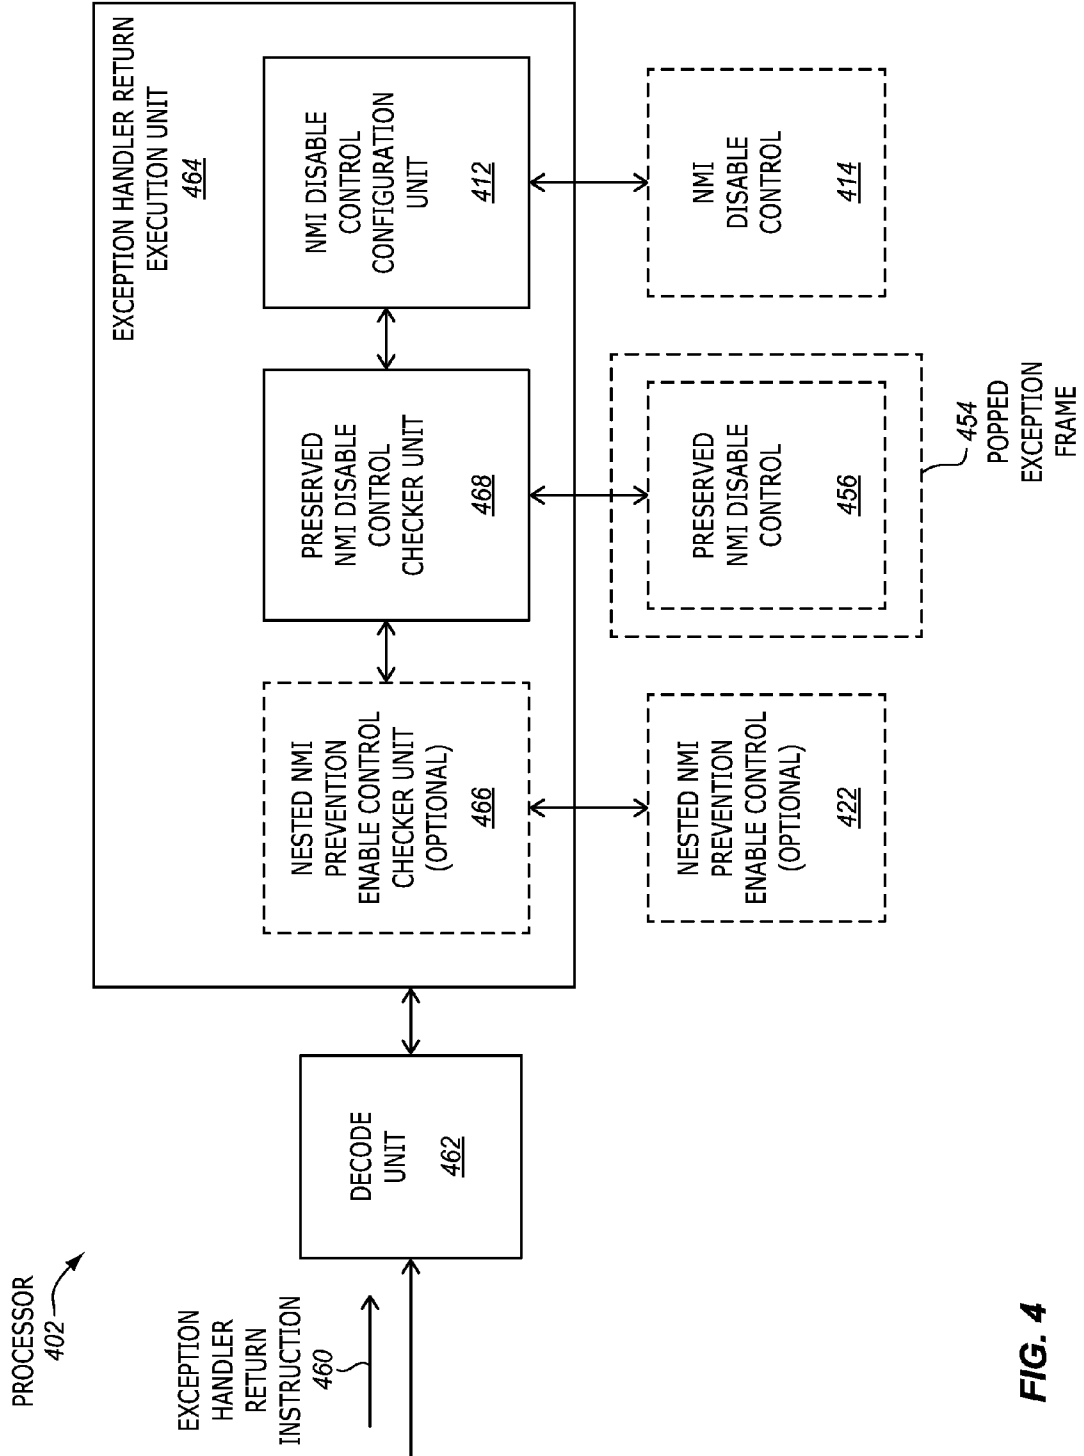 PROCESSOR
402
EXCEPTION
HANDLER
RETURN
INSTRUCTION
460
DECODE
UNIT
462
EXCEPTION HANDLER RETURN
EXECUTION UNIT
464
NESTED NMI
PREVENTION
ENABLE CONTROL
CHECKER UNIT
(OPTIONAL)
466
PRESERVED
NMI DISABLE
CONTROL
CHECKER UNIT
468
NMI DISABLE
CONTROL
CONFIGURATION
UNIT
412
NESTED NMI
PREVENTION
ENABLE CONTROL
(OPTIONAL)
422
PRESERVED
NMI DISABLE
CONTROL
456
NMI
DISABLE
CONTROL
414
454
POPPED
EXCEPTION
FRAME
FIG. 4